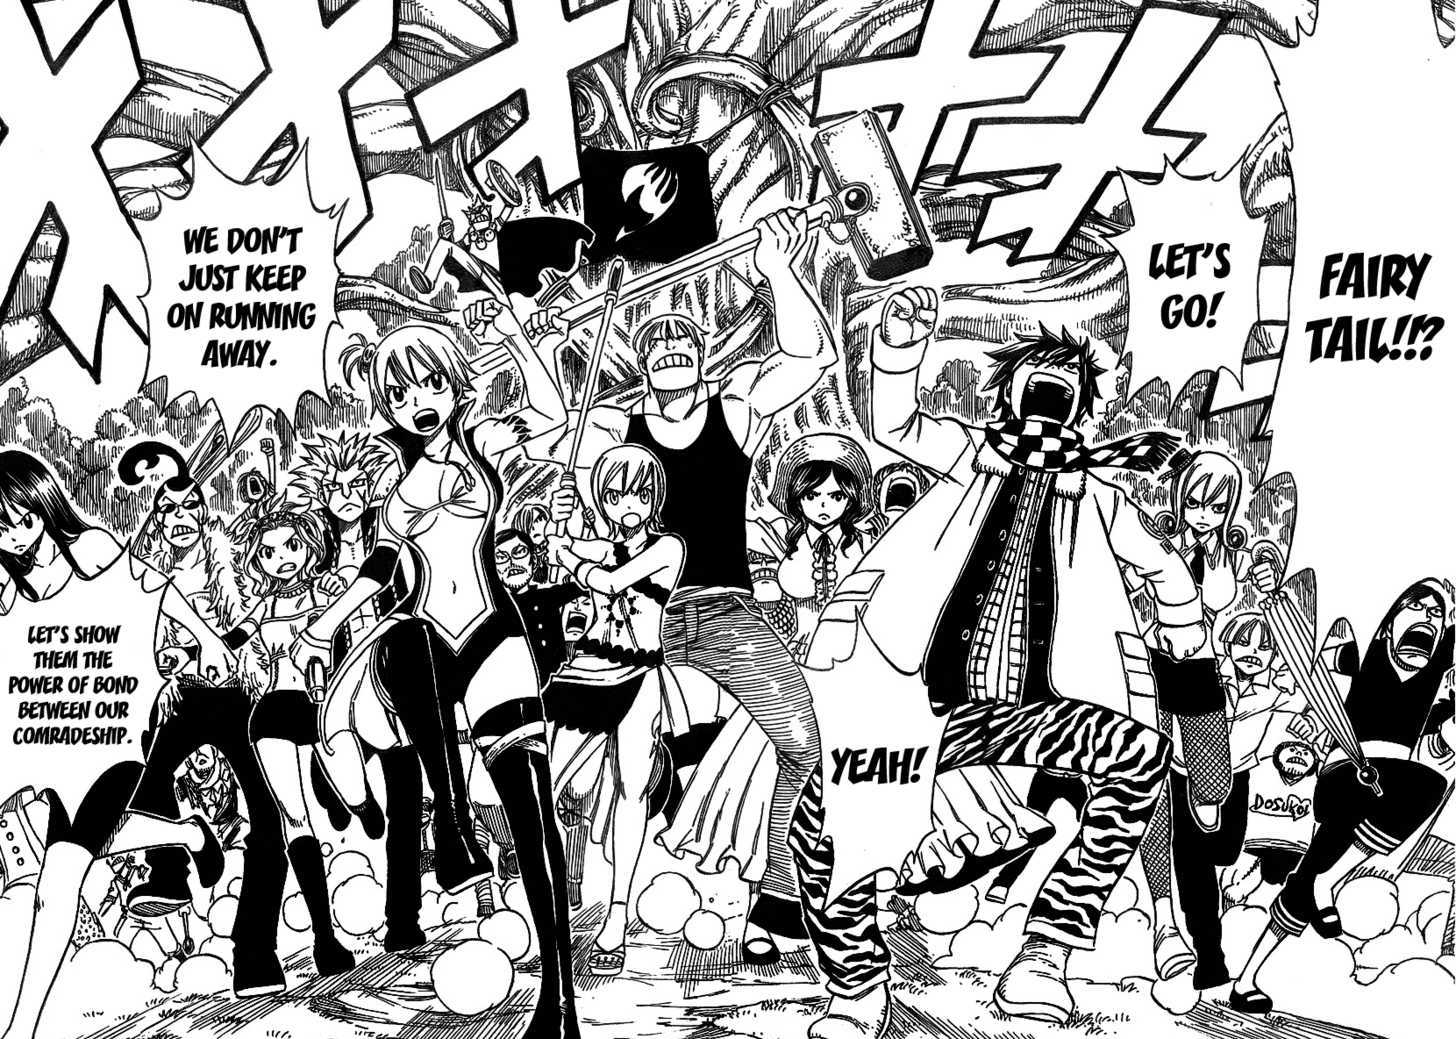 FAIRY
TAIL!!!?
LET'S
GO!
YEAH!
WE DON'T
JUST KEEP
ON RUNNING
AWAY.
LET'S SHOW
THEM THE
POWER OF BOND
BETWEEN OUR
COMRADESHIP.